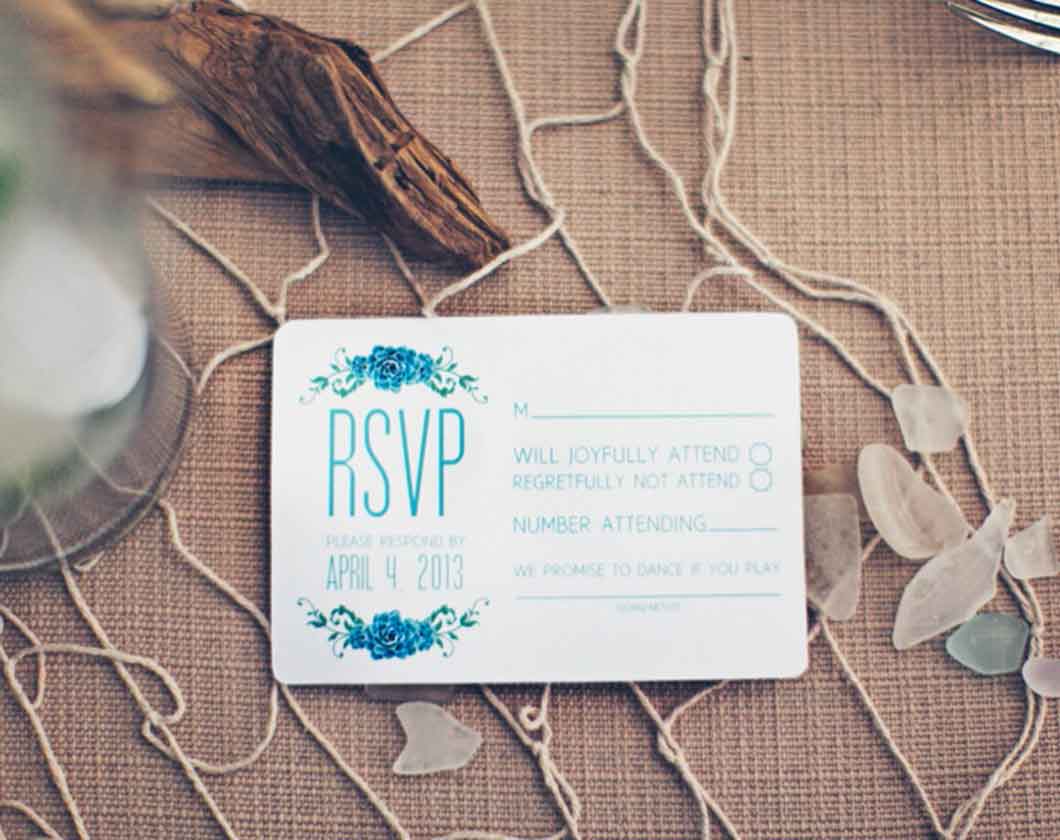 RSVP
PLEASE RESPOND BY
APRIL 4 2013
M
WILL JOYFULLY ATTEND
REGRETFULLY NOT ATTEND
NUMBER ATTENDING
WE PROMISE TO DANCE IF YOU PLAY